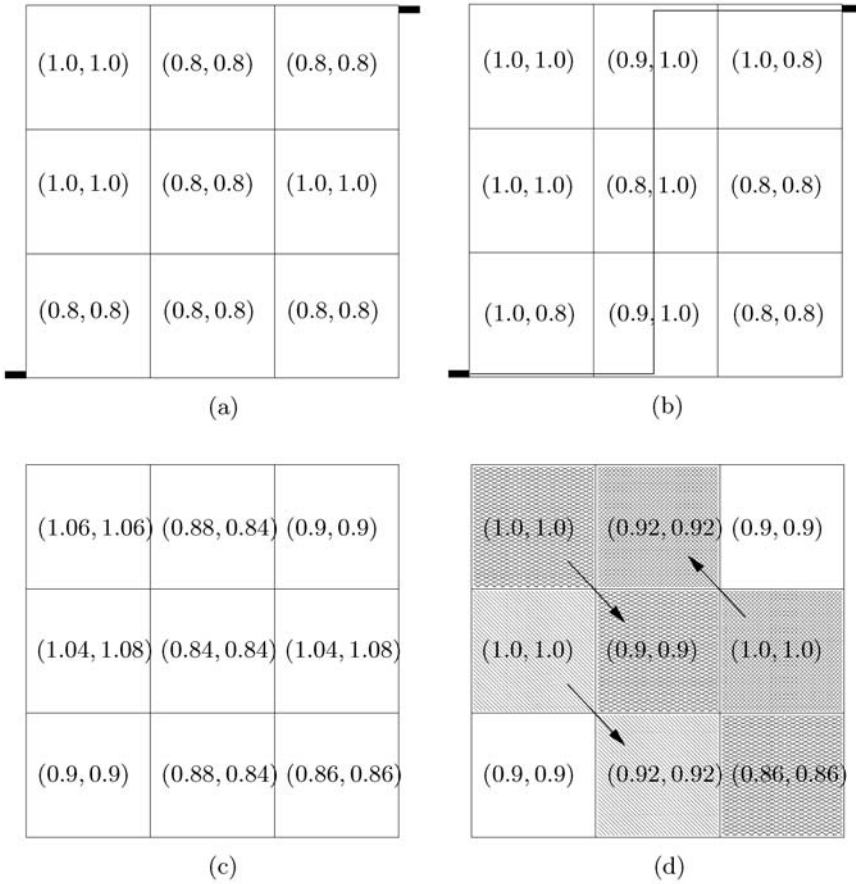 (1.0, 1.0) (0.8, 0.8) (0.8, 0.8)
(1.0, 1.0) (0.8, 0.8) (1.0, 1.0)
(0.8, 0.8) (0.8, 0.8) (0.8, 0.8)
(a)
(1.0, 1.0) (0.9, 1.0) (1.0, 0.8)
(1.0, 1.0) (0.8, 1.0) (0.8, 0.8)
(1.0, 0.8) (0.9, 1.0) (0.8, 0.8)
(b)
(1.06, 1.06) (0.88, 0.84) (0.9, 0.9)
(1.04, 1.08) (0.84, 0.84) (1.04, 1.08)
(0.9, 0.9) (0.88, 0.84) (0.86, 0.86)
(c)
(1.0, 1.0) (0.92, 0.92) (0.9, 0.9)
(1.0, 1.0) (0.9, 0.9) (1.0, 1.0)
(0.9, 0.9) (0.92, 0.92) (0.86, 0.86)
(d)